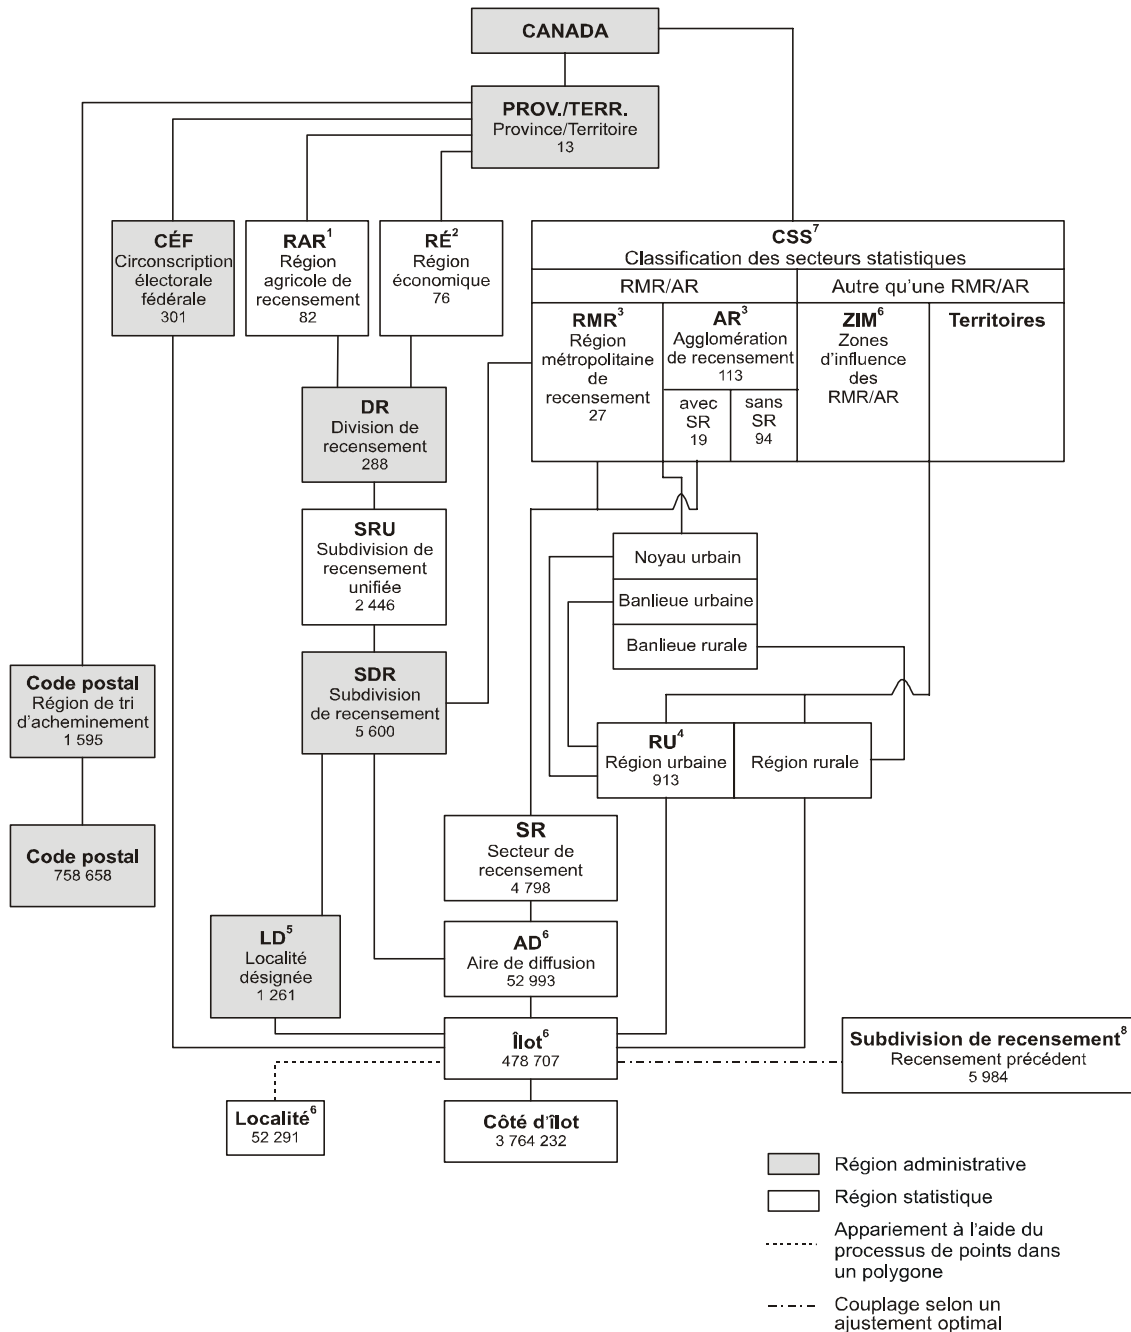 CANADA
PROV./TERR.
Province/Territoire
13
CÉF
Circonscription
électorale
fédérale
301
RAR1
Région
agricole de
recensement
82
RÉ2
Région
économique
76
CSS7
Classification des secteurs statistiques
RMR/AR
Autre qu'une RMR/AR
RMR3
Région
métropolitaine
de
recensement
27
AR3
Agglomération
de recensement
113
avec
SR
19
sans
SR
94
ZIM6
Zones
d'influence
des
RMR/AR
Territoires
DR
Division de
recensement
288
SRU
Subdivision de
recensement
unifiée
2 446
Noyau urbain
Banlieue urbaine
Banlieue rurale
Code postal
Région de tri
d'acheminement
1 595
SDR
Subdivision
de recensement
5 600
RU4
Région urbaine
913
Région rurale
Code postal
758 658
SR
Secteur de
recensement
4 798
LD5
Localité
désignée
1 261
AD6
Aire de diffusion
52 993
Îlot6
478 707
Subdivision de recensement8
Recensement précédent
5 984
Localité6
52 291
Côté d'îlot
3 764 232
Région administrative
Région statistique
Appariement à l'aide du
processus de points dans
un polygone
Couplage selon un
ajustement optimal